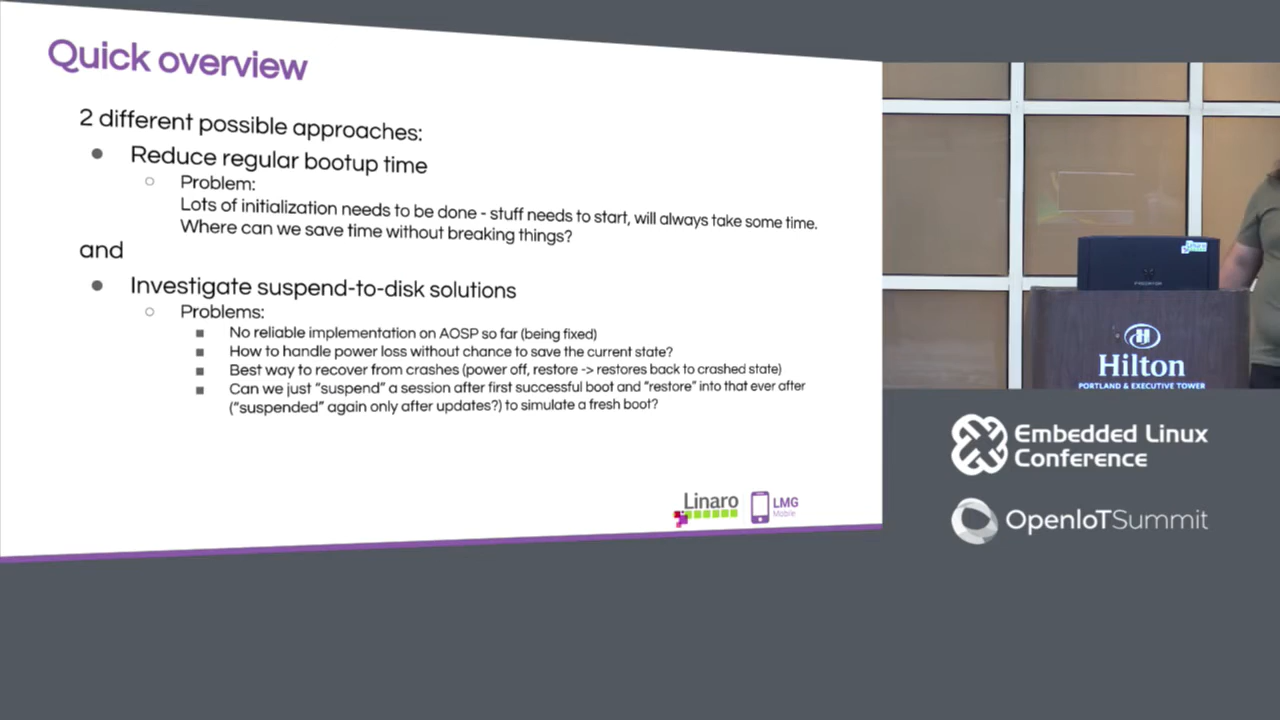 Quick overview
2 different possible approaches:
● Reduce regular bootup time
○ Problem:
Lots of initialization needs to be done - stuff needs to start, will always take some time.
Where can we save time without breaking things?
and
● Investigate suspend-to-disk solutions
○ Problems:
■ No reliable implementation on AOSP so far (being fixed)
■ How to handle power loss without chance to save the current state?
■ Best way to recover from crashes (power off, restore -> restores back to crashed state)
■ Can we just “suspend” a session after first successful boot and “restore” into that ever after
(“suspended” again only after updates?) to simulate a fresh boot?
Linaro
LMG
Mobile
PREDATOR
H
Hilton
PORTLAND & EXECUTIVE TOWER
Embedded Linux
Conference
OpenIoTSummit